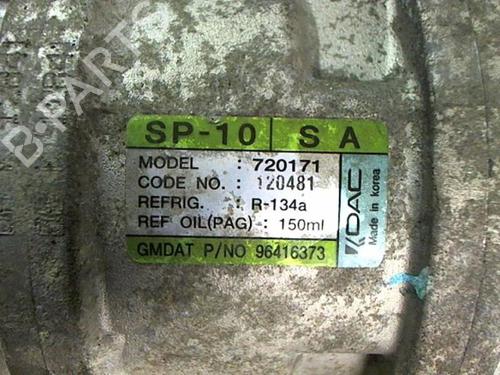 B-PARTS
SP-10 S A
MODEL : 720171
CODE NO. : 120481
REFRIG. : R-134a
REF OIL(PAG) : 150ml
GMDAT P/NO 96416373
KDAC
Made in Korea